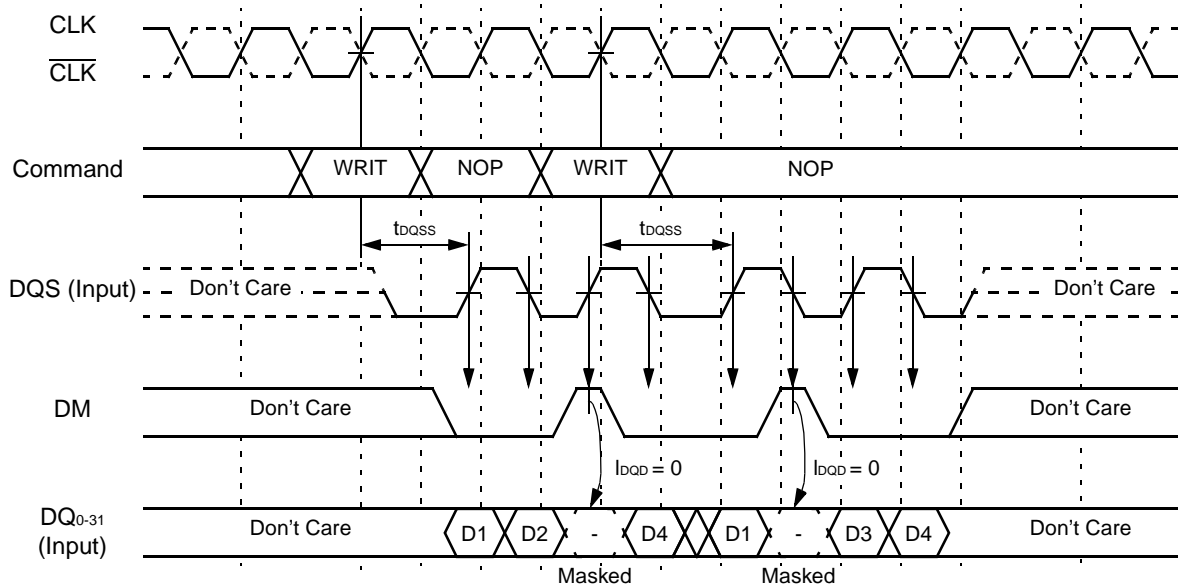 CLK
CLK
Command
WRIT
NOP
WRIT
NOP
tDQSS
tDQSS
DQS (Input)
Don't Care
Don't Care
DM
Don't Care
Don't Care
IDQD = 0
IDQD = 0
DQ0-31
(Input)
Don't Care
D1
D2
-
D4
D1
-
D3
D4
Don't Care
Masked
Masked